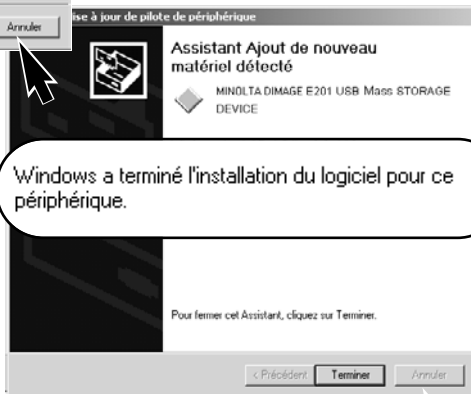 Annuler
ise à jour de pilote de périphérique
Assistant Ajout de nouveau
matériel détecté
MINOLTA DIMAGE E201 USB Mass STORAGE
DEVICE
Windows a terminé l'installation du logiciel pour ce
périphérique.
Pour fermer cet Assistant, cliquez sur Terminer.
< Précédent Terminer Annuler